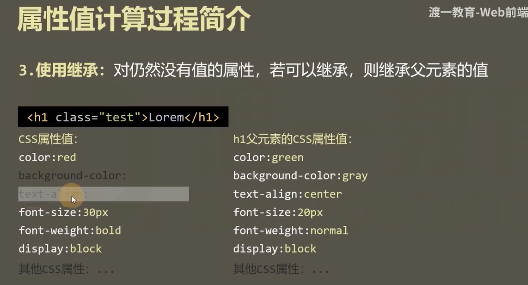 属性值计算过程简介
渡一教育-Web前端
3.使用继承：对仍然没有值的属性，若可以继承，则继承父元素的值
<h1 class="test">Lorem</h1>
CSS属性值：
color:red
background-color:
text-align:
font-size:30px
font-weight:bold
display:block
其他CSS属性：...
h1父元素的CSS属性值：
color:green
background-color:gray
text-align:center
font-size:20px
font-weight:normal
display:block
其他CSS属性：...